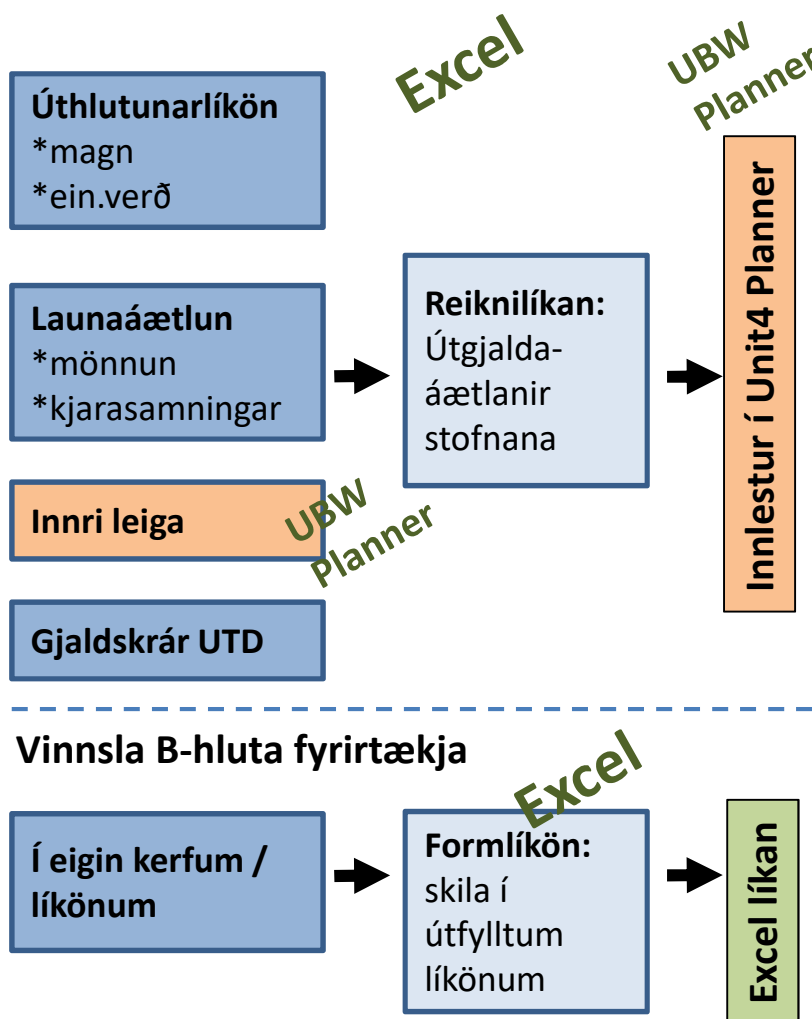 Excel
UBW
Planner
Úthlutunarlíkön
*magn
*ein.verð
Launaáætlun
*mönnun
*kjarasamningar
Innri leiga
UBW
Planner
Gjaldskrár UTD
Reiknilíkan:
Útgjalda-
áætlanir
stofnana
Innlestur í Unit4 Planner
Vinnsla B-hluta fyrirtækja
Excel
Í eigin kerfum /
líkönum
Formlíkön:
skila í
útfylltum
líkönum
Excel líkan